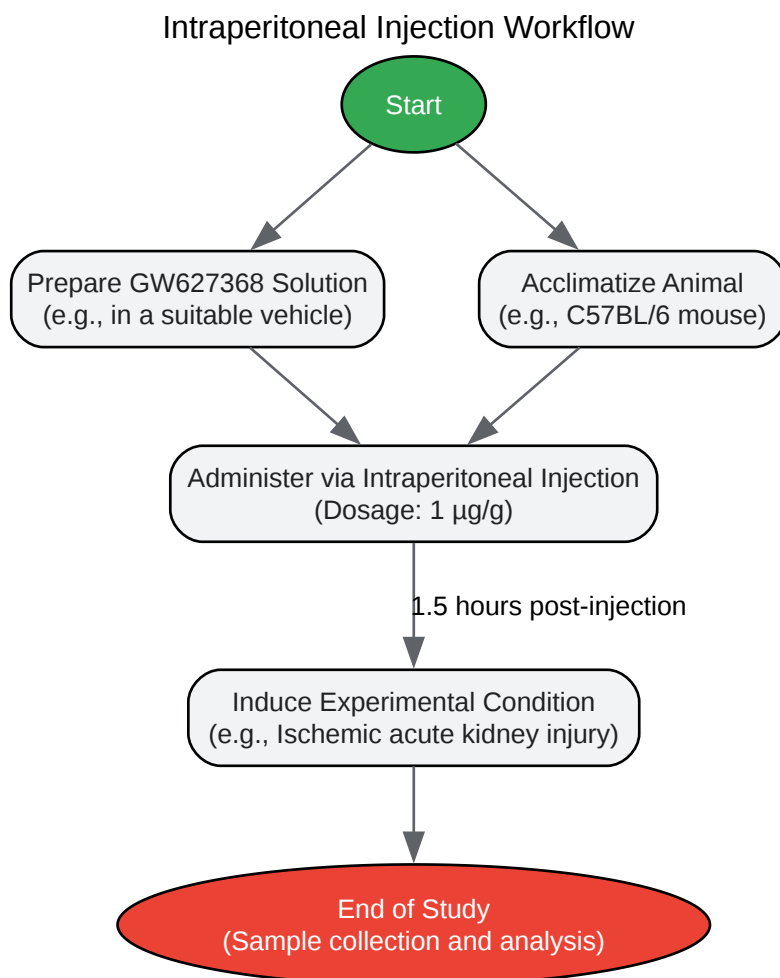 Intraperitoneal Injection Workflow
Start
Prepare GW627368 Solution
(e.g., in a suitable vehicle)
Acclimatize Animal
(e.g., C57BL/6 mouse)
Administer via Intraperitoneal Injection
(Dosage: 1 µg/g)
1.5 hours post-injection
Induce Experimental Condition
(e.g., Ischemic acute kidney injury)
End of Study
(Sample collection and analysis)